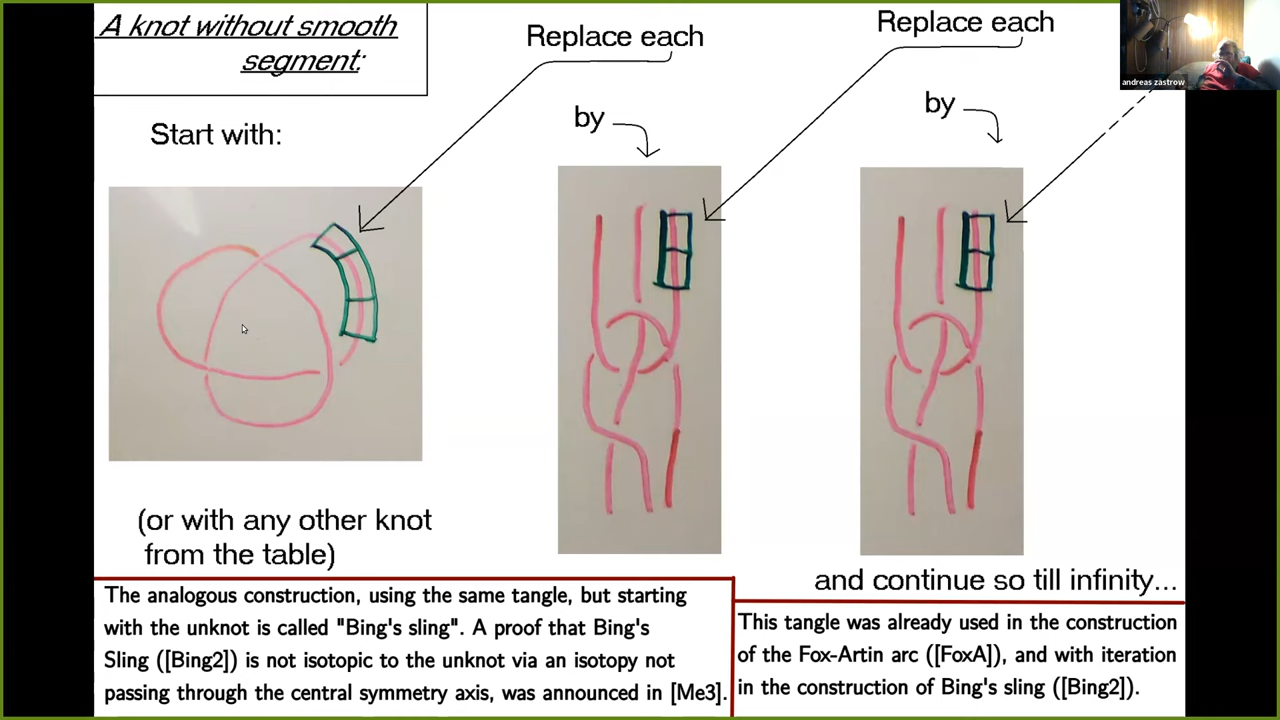 A knot without smooth
segment:
Replace each
Replace each
by
by
Start with:
andreas zastrow
(or with any other knot
from the table)
and continue so till infinity...
The analogous construction, using the same tangle, but starting
with the unknot is called "Bing's sling". A proof that Bing's
Sling ([Bing2]) is not isotopic to the unknot via an isotopy not
passing through the central symmetry axis, was announced in [Me3].
This tangle was already used in the construction
of the Fox-Artin arc ([FoxA]), and with iteration
in the construction of Bing's sling ([Bing2]).